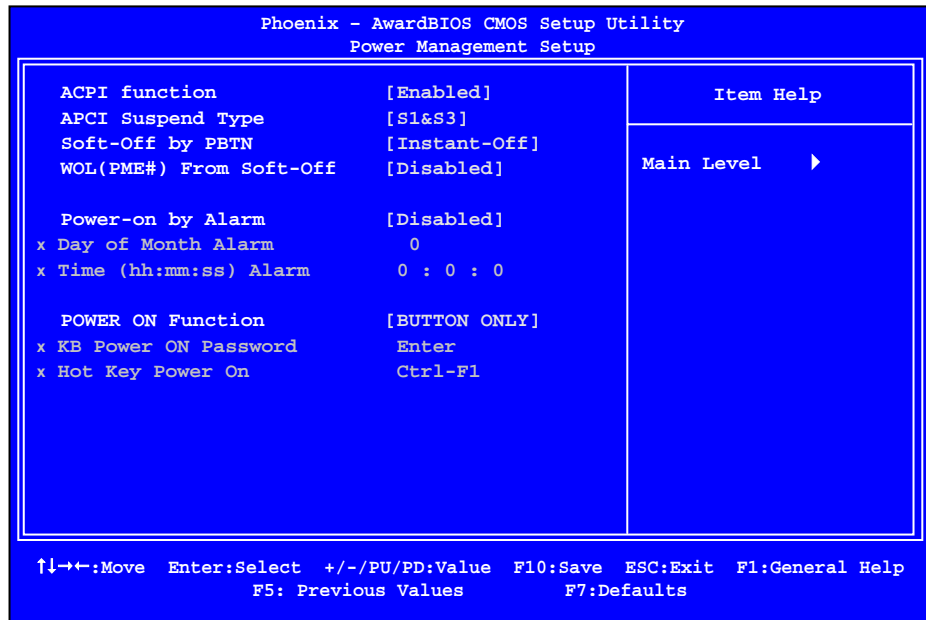 Phoenix – AwardBIOS CMOS Setup Utility
Power Management Setup
ACPI function [Enabled]
APCI Suspend Type [S1&S3]
Soft-Off by PBTN [Instant-Off]
WOL(PME#) From Soft-Off [Disabled]
Power-on by Alarm [Disabled]
x Day of Month Alarm 0
x Time (hh:mm:ss) Alarm 0 : 0 : 0
POWER ON Function [BUTTON ONLY]
x KB Power ON Password Enter
x Hot Key Power On Ctrl-F1
Item Help
Main Level
↑↓→←:Move Enter:Select +/-/PU/PD:Value F10:Save ESC:Exit F1:General Help
F5: Previous Values F7:Defaults